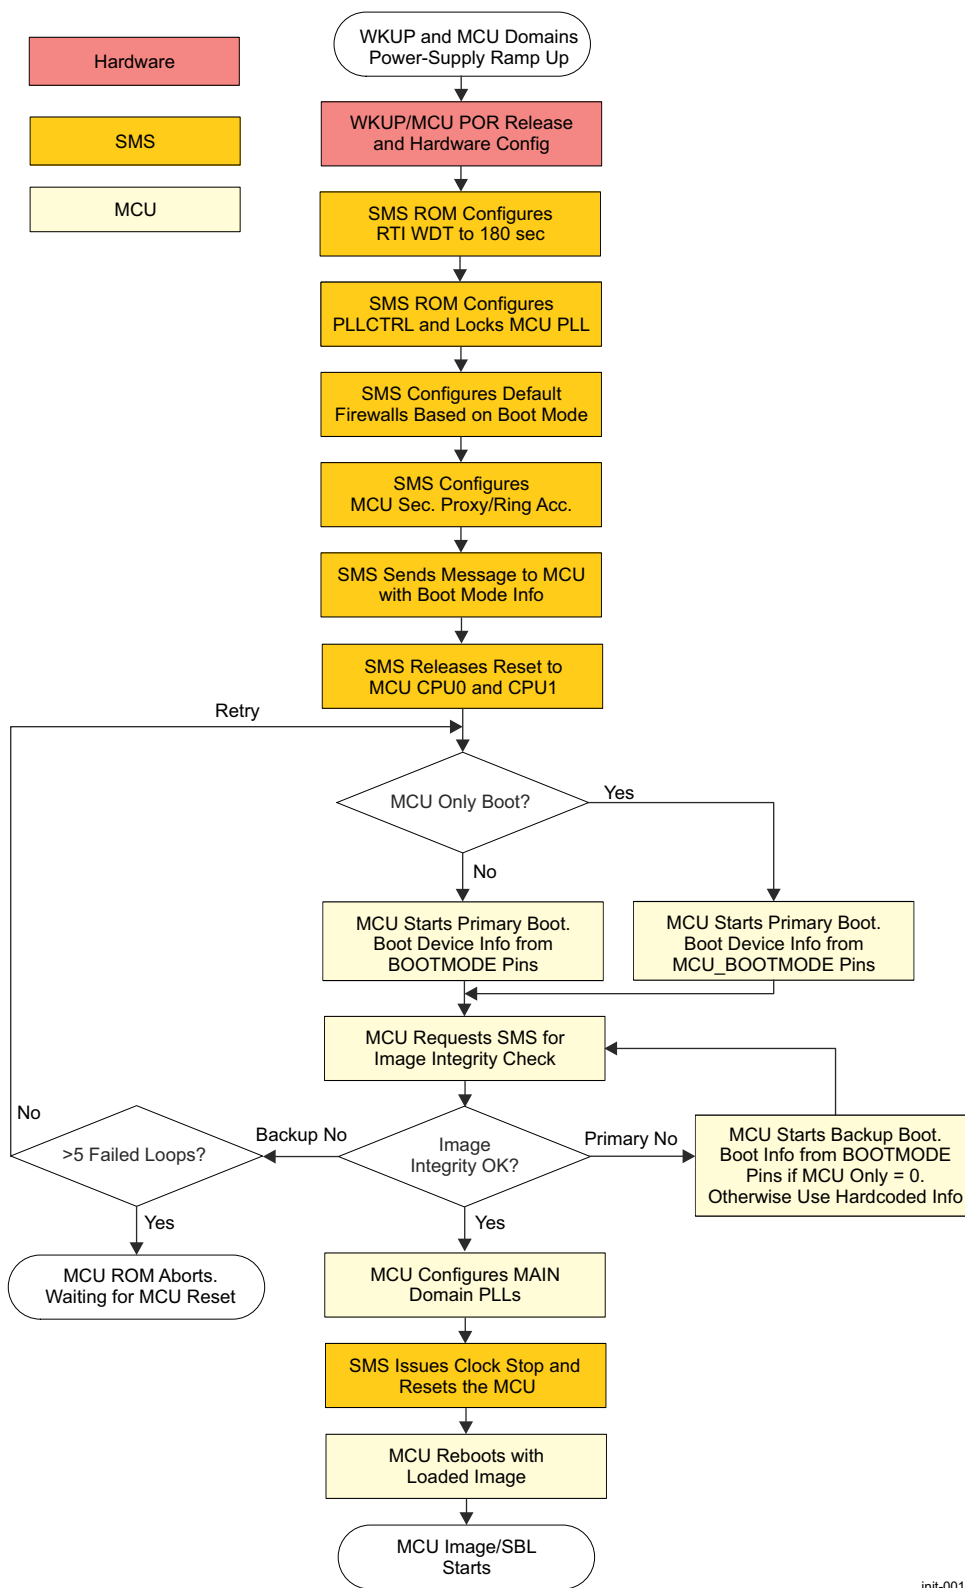 Hardware
SMS
MCU
WKUP and MCU Domains
Power-Supply Ramp Up
WKUP/MCU POR Release
and Hardware Config
SMS ROM Configures
RTI WDT to 180 sec
SMS ROM Configures
PLLCTRL and Locks MCU PLL
SMS Configures Default
Firewalls Based on Boot Mode
SMS Configures
MCU Sec. Proxy/Ring Acc.
SMS Sends Message to MCU
with Boot Mode Info
SMS Releases Reset to
MCU CPU0 and CPU1
Retry
MCU Only Boot?
Yes
No
MCU Starts Primary Boot.
Boot Device Info from
BOOTMODE Pins
MCU Starts Primary Boot.
Boot Device Info from
MCU_BOOTMODE Pins
MCU Requests SMS for
Image Integrity Check
No
>5 Failed Loops?
Backup No
Image
Integrity OK?
Primary No
MCU Starts Backup Boot.
Boot Info from BOOTMODE
Pins if MCU Only = 0.
Otherwise Use Hardcoded Info
Yes
Yes
MCU ROM Aborts.
Waiting for MCU Reset
MCU Configures MAIN
Domain PLLs
SMS Issues Clock Stop and
Resets the MCU
MCU Reboots with
Loaded Image
MCU Image/SBL
Starts
init-001